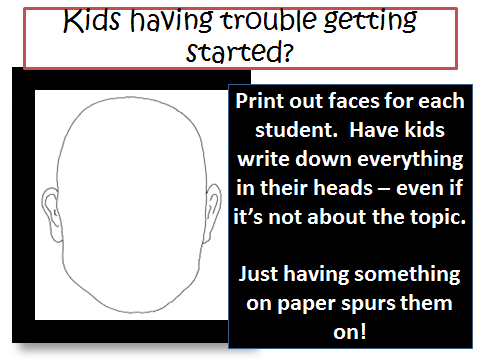 Kids having trouble getting
started?
Print out faces for each
student.  Have kids
write down everything
in their heads – even if
it's not about the topic.
Just having something
on paper spurs them
on!